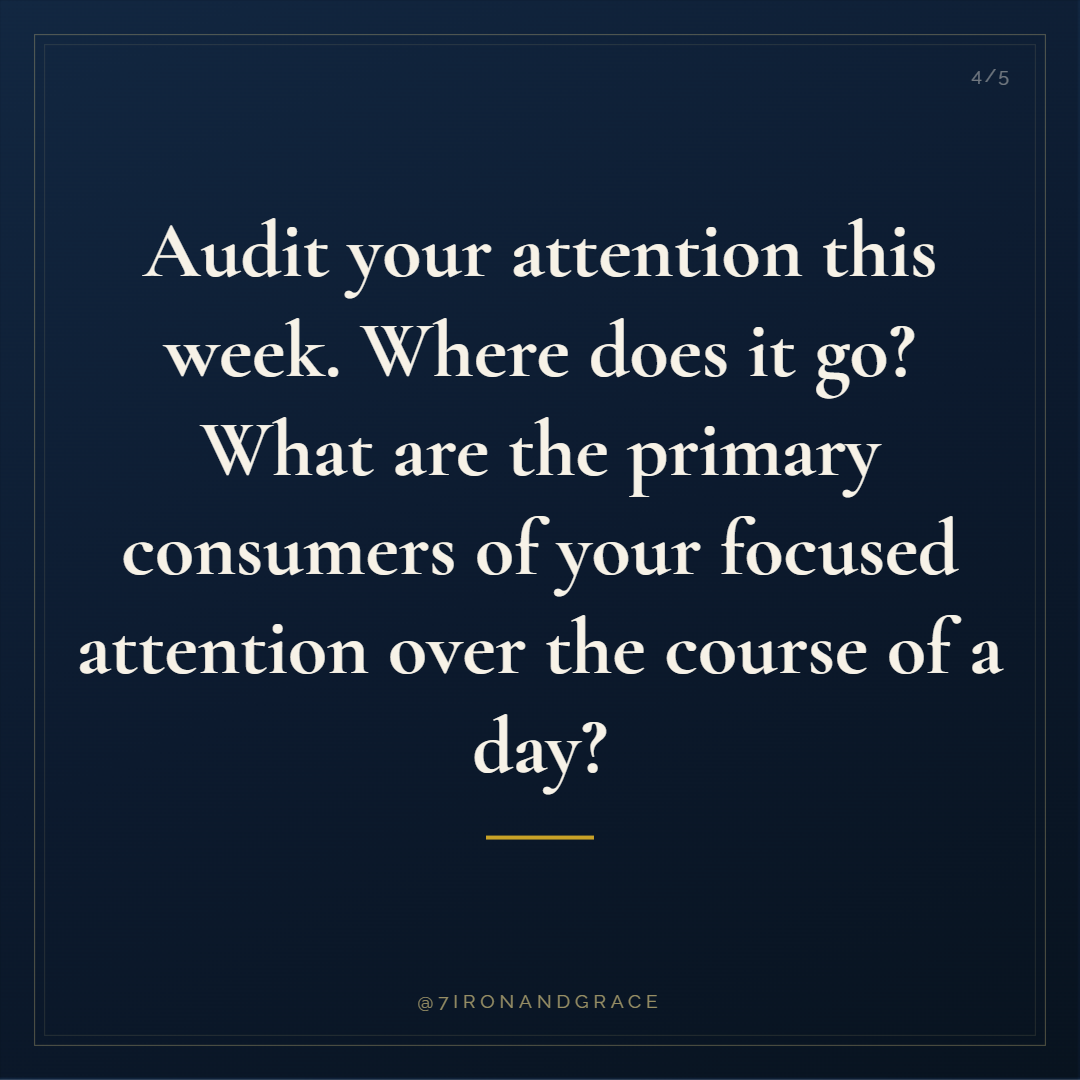 4/5
Audit your attention this
week. Where does it go?
What are the primary
consumers of your focused
attention over the course of a
day?
@7IRONANDGRACE